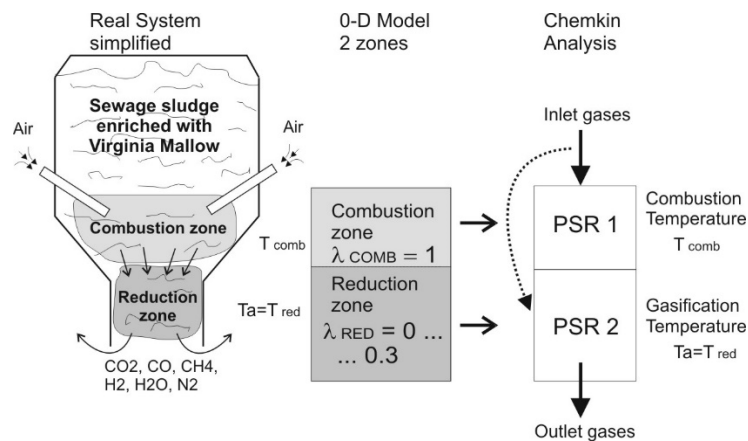 Real System
simplified
0-D Model
2 zones
Chemkin
Analysis
Sewage sludge
enriched with
Virginia Mallow
Air
Air
Combustion zone
Reduction
zone
CO2, CO, CH4,
H2, H2O, N2
T comb
Ta=T red
Combustion
zone
λ COMB = 1
Reduction
zone
λ RED = 0 ...
... 0.3
Inlet gases
PSR 1
PSR 2
Outlet gases
Combustion
Temperature
T comb
Gasification
Temperature
Ta=T red